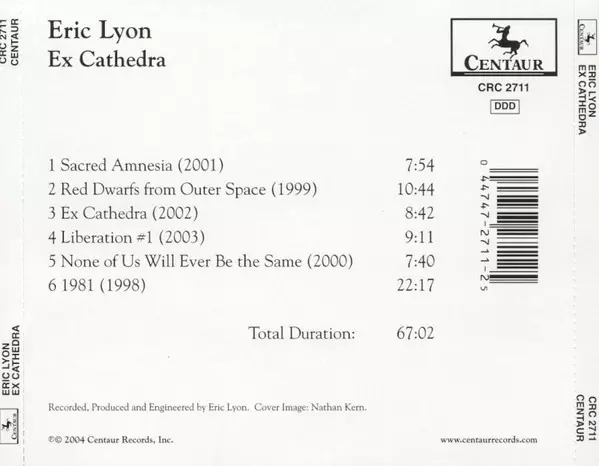 CRC 2711
CENTAUR
Eric Lyon
Ex Cathedra
CENTAUR
CRC 2711
DDD
ERIC LYON
EX CATHEDRA
1 Sacred Amnesia (2001) 7:54
2 Red Dwarfs from Outer Space (1999) 10:44
3 Ex Cathedra (2002) 8:42
4 Liberation #1 (2003) 9:11
5 None of Us Will Ever Be the Same (2000) 7:40
6 1981 (1998) 22:17
0 44747-2711-2 5
Total Duration: 67:02
ERIC LYON
EX CATHEDRA
Recorded, Produced and Engineered by Eric Lyon. Cover Image: Nathan Kern.
℗© 2004 Centaur Records, Inc.
www.centaurrecords.com
CRC 2711
CENTAUR